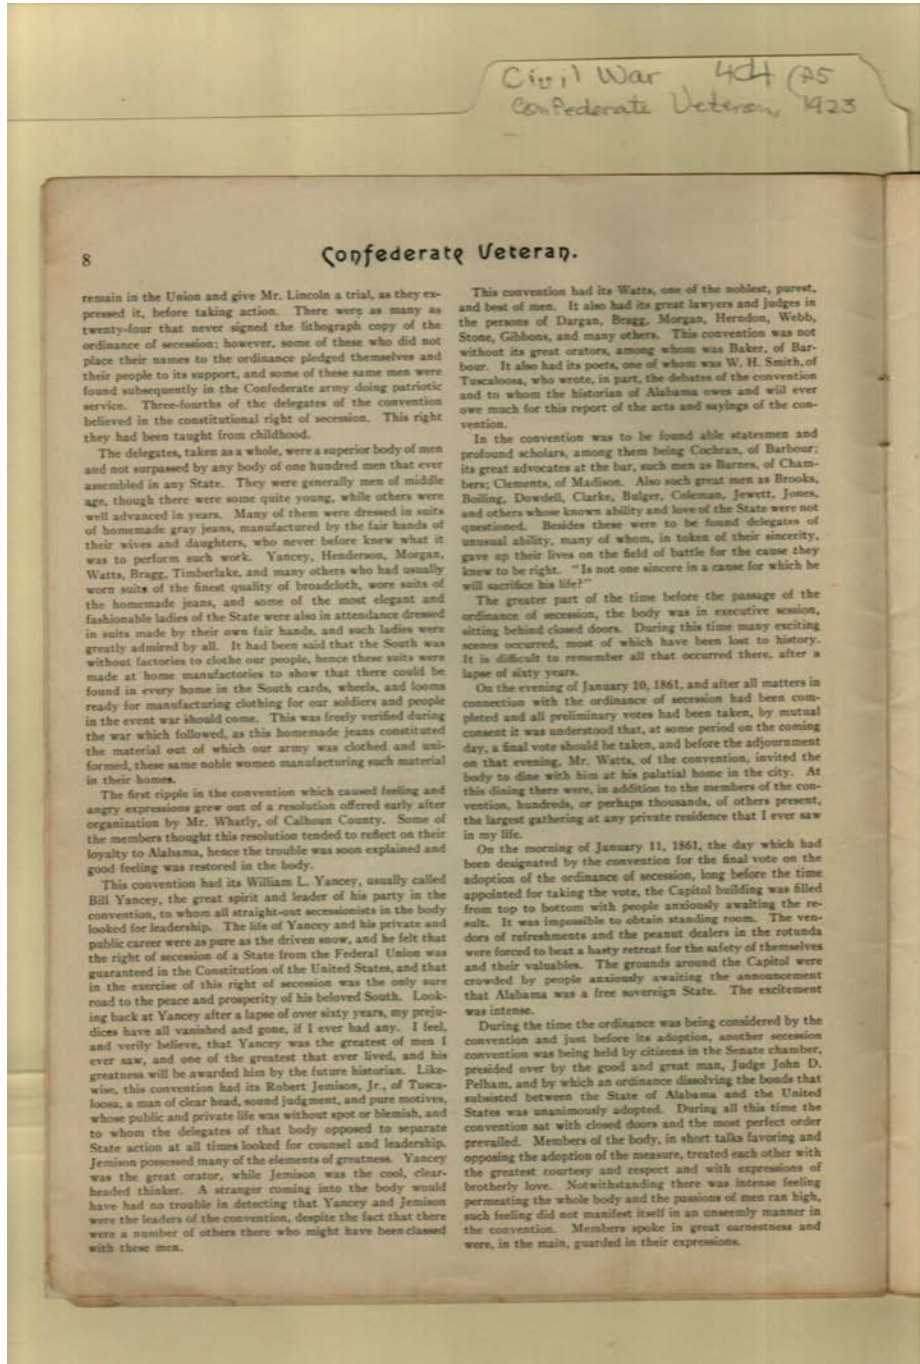 Civil War
Confederate Veteran, 1923
8
Confederate Veteran.
remain in the Union and give Mr. Lincoln a trial, as they ex-
pressed it, before taking action. There were as many as
twenty-four that never signed the lithograph copy of the
ordinance of secession; however, some of these who did not
place their names to the ordinance pledged themselves and
their people to its support, and some of these same men were
found subsequently in the Confederate army doing patriotic
service. Three-fourths of the delegates of the convention
believed in the constitutional right of secession. This right
they had been taught from childhood.
The delegates, taken as a whole, were a superior body of men
and not surpassed by any body of one hundred men that ever
assembled in any State. They were generally men of middle
age, though there were some quite young, while others were
well advanced in years. Many of them were dressed in suits
of homemade gray jeans, manufactured by the fair hands of
their wives and daughters, who never before knew what it
was to perform such work. Yancey, Henderson, Morgan,
Watts, Bragg, Timberlake, and many others who had usually
worn suits of the finest quality of broadcloth, wore suits of
the homemade jeans, and some of the most elegant and
fashionable ladies of the State were also in attendance dressed
in suits made by their own fair hands, and such ladies were
greatly admired by all. It had been said that the South was
without factories to clothe our people, hence these suits were
made at home manufactories to show that there could be
found in every home in the South cards, wheels, and looms
ready for manufacturing clothing for our soldiers and people
in the event war should come. This was freely verified during
the war which followed, as this homemade jeans constituted
the material out of which our army was clothed and uni-
formed, these same noble women manufacturing such material
in their homes.
The first ripple in the convention which caused feeling and
angry expressions grew out of a resolution offered early after
organization by Mr. Whatly, of Calhoun County. Some of
the members thought this resolution tended to reflect on their
loyalty to Alabama, hence the trouble was soon explained and
good feeling was restored in the body.
This convention had its William L. Yancey, usually called
Bill Yancey, the great spirit and leader of his party in the
convention, to whom all straight-out secessionists in the body
looked for leadership. The life of Yancey and his private and
public career were as pure as the driven snow, and he felt that
the right of secession of a State from the Federal Union was
guaranteed in the Constitution of the United States, and that
in the exercise of this right of secession was the only sure
road to the peace and prosperity of his beloved South. Look-
ing back at Yancey after a lapse of over sixty years, my preju-
dices have all vanished and gone, if I ever had any. I feel,
and verily believe, that Yancey was the greatest of men I
ever saw, and one of the greatest that ever lived, and his
greatness will be awarded him by the future historian. Like-
wise, this convention had its Robert Jemison, Jr., of Tusca-
loosa, a man of clear head, sound judgment, and pure motives,
whose public and private life was without spot or blemish, and
to whom the delegates of that body opposed to separate
State action at all times looked for counsel and leadership.
Jemison possessed many of the elements of greatness. Yancey
was the great orator, while Jemison was the cool, clear-
headed thinker. A stranger coming into the body would
have had no trouble in detecting that Yancey and Jemison
were the leaders of the convention, despite the fact that there
were a number of others there who might have been classed
with these men.
This convention had its Watts, one of the noblest, purest,
and best of men. It also had its great lawyers and judges in
the persons of Dargan, Bragg, Morgan, Herndon, Webb,
Stone, Gibbons, and many others. This convention was not
without its great orators, among whom was Baker, of Bar-
bour. It also had its poets, one of whom was W. H. Smith, of
Tuscaloosa, who wrote, in part, the debates of the convention
and to whom the historian of Alabama owes and will ever
owe much for this report of the acts and sayings of the con-
vention.
In the convention was to be found able statesmen and
profound scholars, among them being Cochran, of Barbour;
its great advocates at the bar, such men as Barnes, of Cham-
bers; Clements, of Madison. Also such great men as Brooks,
Boiling, Dowdell, Clarke, Bulger, Coleman, Jewett, Jones,
and others whose known ability and love of the State were not
questioned. Besides these were to be found delegates of
unusual ability, many of whom, in token of their sincerity,
gave up their lives on the field of battle for the cause they
knew to be right. "Is not one sincere in a cause for which he
will sacrifice his life?"
The greater part of the time before the passage of the
ordinance of secession, the body was in executive session,
sitting behind closed doors. During this time many exciting
scenes occurred, most of which have been lost to history.
It is difficult to remember all that occurred there, after a
lapse of sixty years.
On the evening of January 10, 1861, and after all matters in
connection with the ordinance of secession had been com-
pleted and all preliminary votes had been taken, by mutual
consent it was understood that, at some period on the coming
day, a final vote should be taken, and before the adjournment
on that evening, Mr. Watts, of the convention, invited the
body to dine with him at his palatial home in the city. At
this dining there were, in addition to the members of the con-
vention, hundreds, or perhaps thousands, of others present,
the largest gathering at any private residence that I ever saw
in my life.
On the morning of January 11, 1861, the day which had
been designated by the convention for the final vote on the
adoption of the ordinance of secession, long before the time
appointed for taking the vote, the Capitol building was filled
from top to bottom with people anxiously awaiting the re-
sult. It was impossible to obtain standing room. The ven-
dors of refreshments and the peanut dealers in the rotunda
were forced to beat a hasty retreat for the safety of themselves
and their valuables. The grounds around the Capitol were
crowded by people anxiously awaiting the announcement
that Alabama was a free sovereign State. The excitement
was intense.
During the time the ordinance was being considered by the
convention and just before its adoption, another secession
convention was being held by citizens in the Senate chamber,
presided over by the good and great man, Judge John D.
Pelham, and by which an ordinance dissolving the bonds that
subsisted between the State of Alabama and the United
States was unanimously adopted. During all this time the
convention sat with closed doors and the most perfect order
prevailed. Members of the body, in short talks favoring and
opposing the adoption of the measure, treated each other with
the greatest courtesy and respect and with expressions of
brotherly love. Notwithstanding there was intense feeling
permeating the whole body and the passions of men ran high,
such feeling did not manifest itself in an unseemly manner in
the convention. Members spoke in great earnestness and
were, in the main, guarded in their expressions.